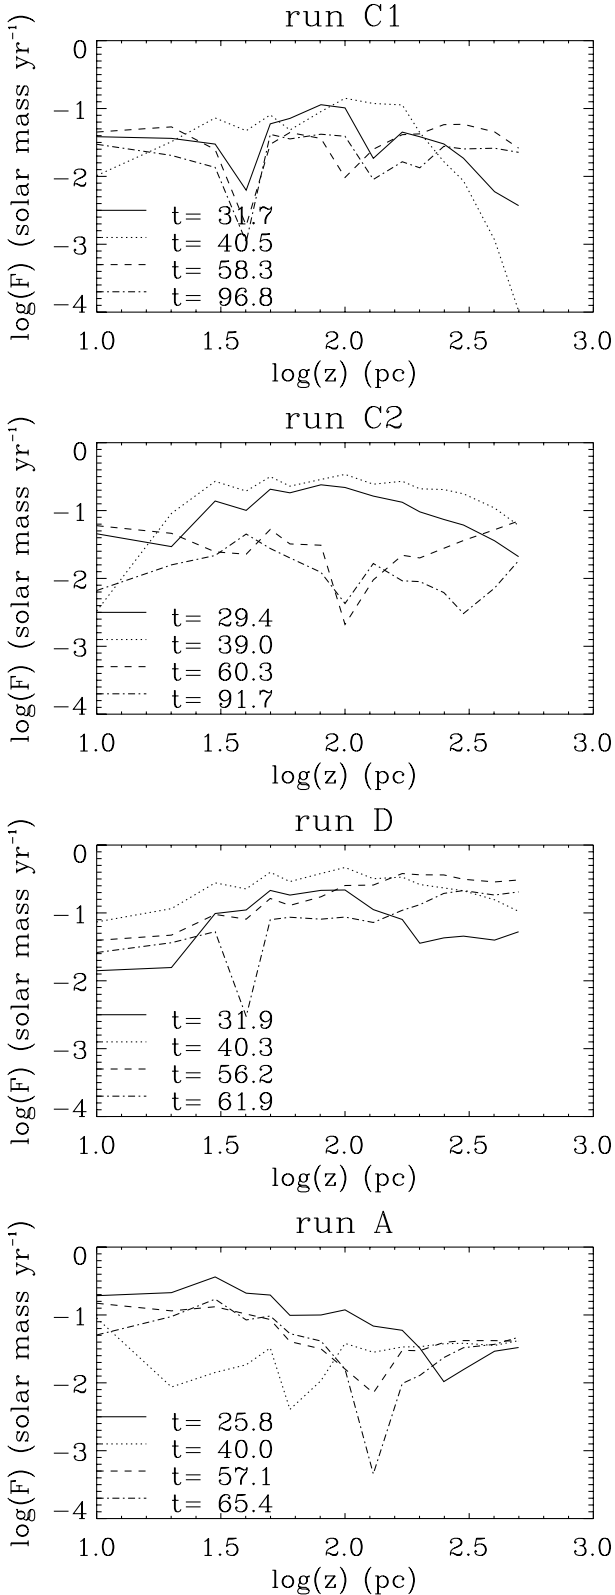 run C1
log(F) (solar mass yr⁻¹)
0
−1
−2
−3
−4
t= 31.7
t= 40.5
t= 58.3
t= 96.8
1.0 1.5 2.0 2.5 3.0
log(z) (pc)
run C2
log(F) (solar mass yr⁻¹)
0
−1
−2
−3
−4
t= 29.4
t= 39.0
t= 60.3
t= 91.7
1.0 1.5 2.0 2.5 3.0
log(z) (pc)
run D
log(F) (solar mass yr⁻¹)
0
−1
−2
−3
−4
t= 31.9
t= 40.3
t= 56.2
t= 61.9
1.0 1.5 2.0 2.5 3.0
log(z) (pc)
run A
log(F) (solar mass yr⁻¹)
0
−1
−2
−3
−4
t= 25.8
t= 40.0
t= 57.1
t= 65.4
1.0 1.5 2.0 2.5 3.0
log(z) (pc)